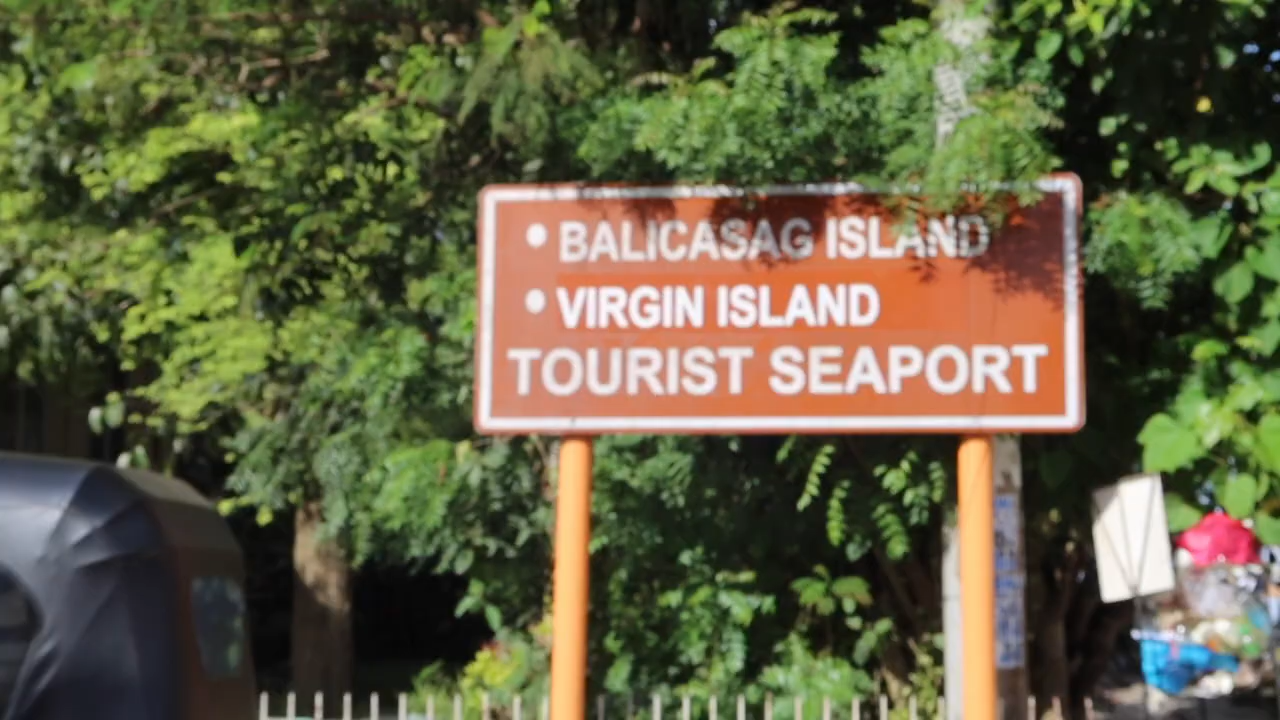 • BALICASAG ISLAND
• VIRGIN ISLAND
TOURIST SEAPORT